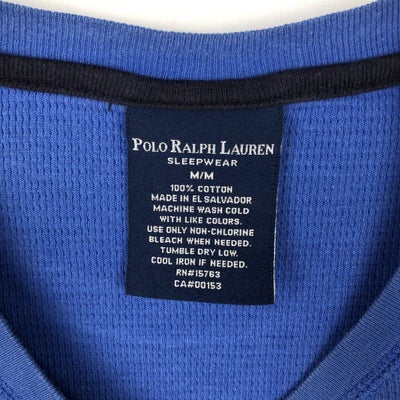 POLO RALPH LAUREN
SLEEPWEAR
M/M
100% COTTON
MADE IN EL SALVADOR
MACHINE WASH COLD
WITH LIKE COLORS.
USE ONLY NON-CHLORINE
BLEACH WHEN NEEDED.
TUMBLE DRY LOW.
COOL IRON IF NEEDED.
RN#15763
CA#00153